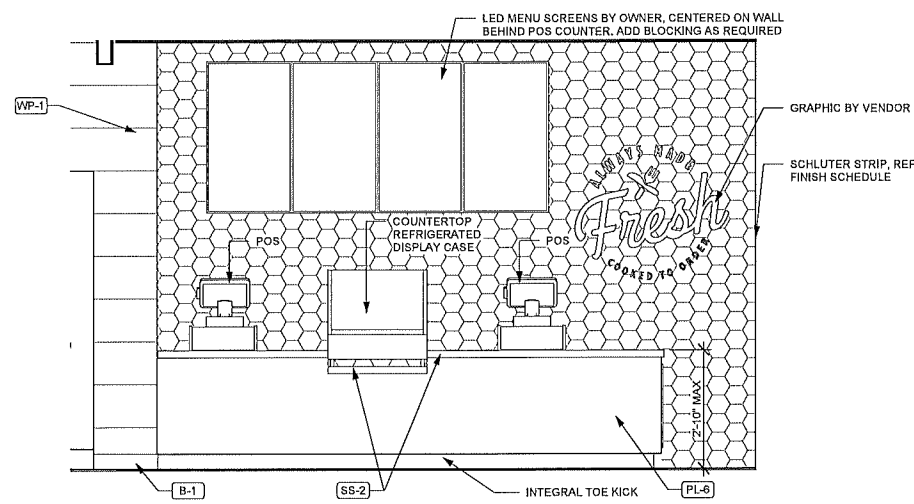 LED MENU SCREENS BY OWNER, CENTERED ON WALL
BEHIND POS COUNTER. ADD BLOCKING AS REQUIRED
WP-1
GRAPHIC BY VENDOR
ALWAYS MADE
SCHLUTER STRIP, REF
FINISH SCHEDULE
Fresh
COUNTERTOP
REFRIGERATED
DISPLAY CASE
POS
POS
COOKED TO ORDER
2'-10" MAX
B-1
SS-2
INTEGRAL TOE KICK
PL-6